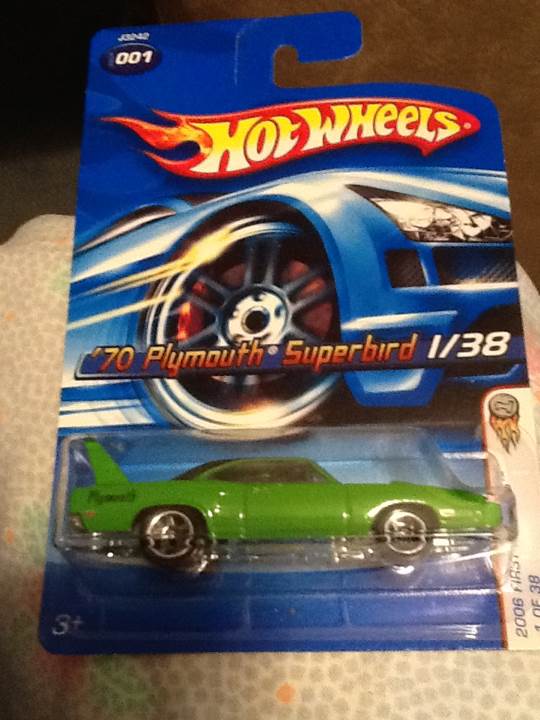 J3242
001
HOT WHEELS
'70 Plymouth® Superbird 1/38
Plymouth
3+
2006 FIRST
1 OF 38